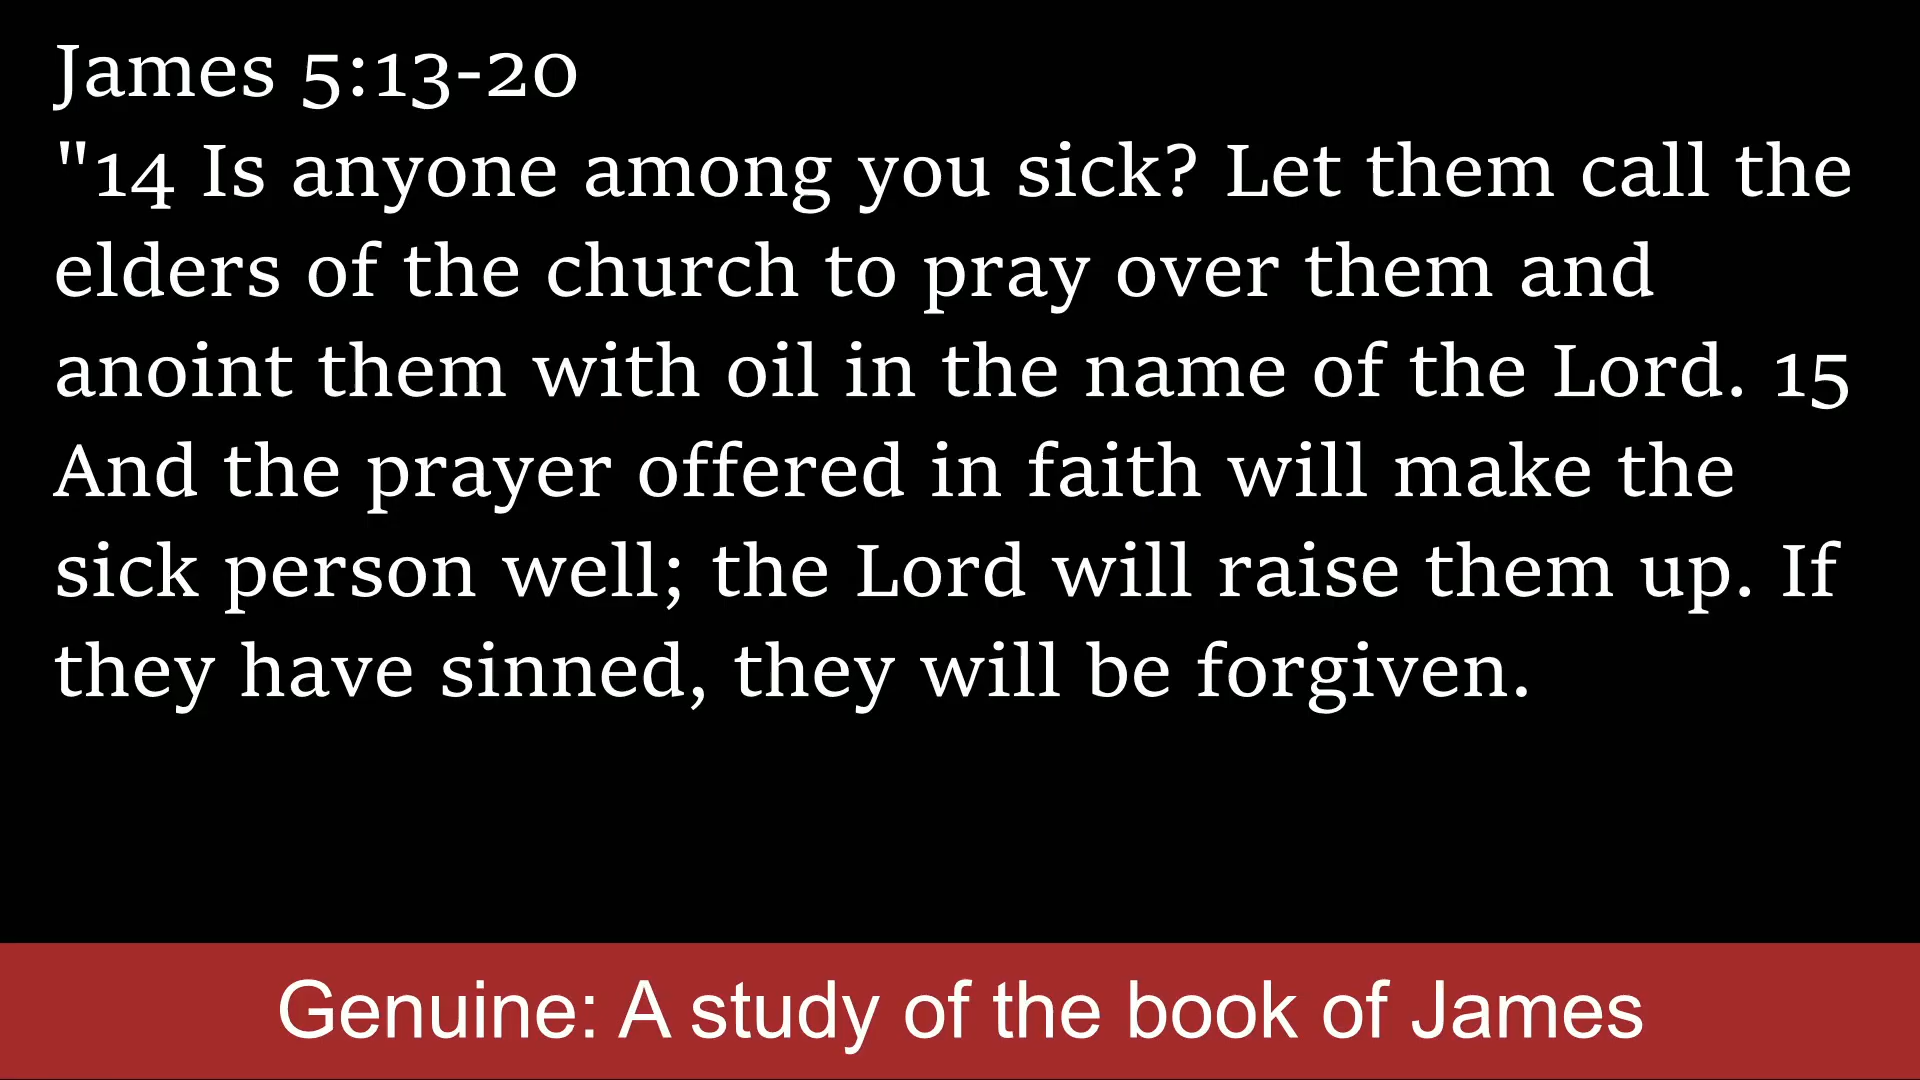 James 5:13-20
"14 Is anyone among you sick? Let them call the
elders of the church to pray over them and
anoint them with oil in the name of the Lord. 15
And the prayer offered in faith will make the
sick person well; the Lord will raise them up. If
they have sinned, they will be forgiven.
Genuine: A study of the book of James